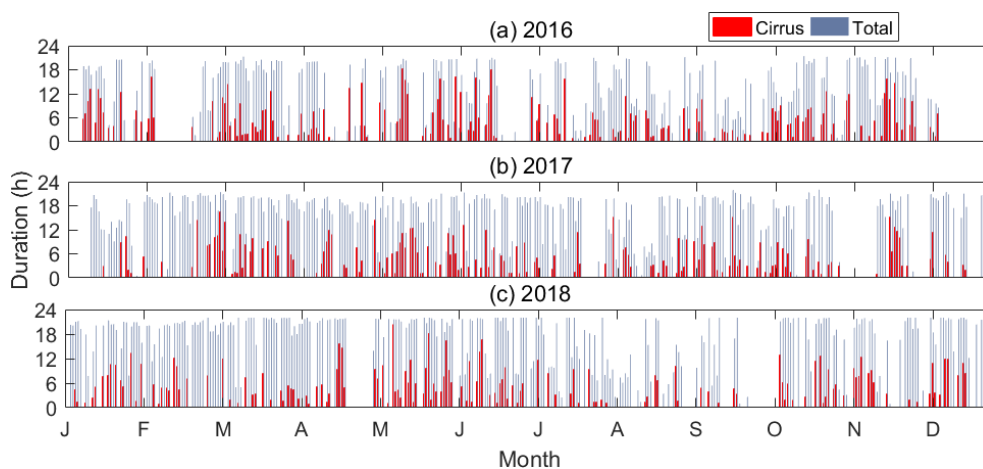 (a) 2016
Cirrus Total
24
18
12
6
0
(b) 2017
24
18
12
6
0
Duration (h)
(c) 2018
24
18
12
6
0
J F M A M J J A S O N D
Month